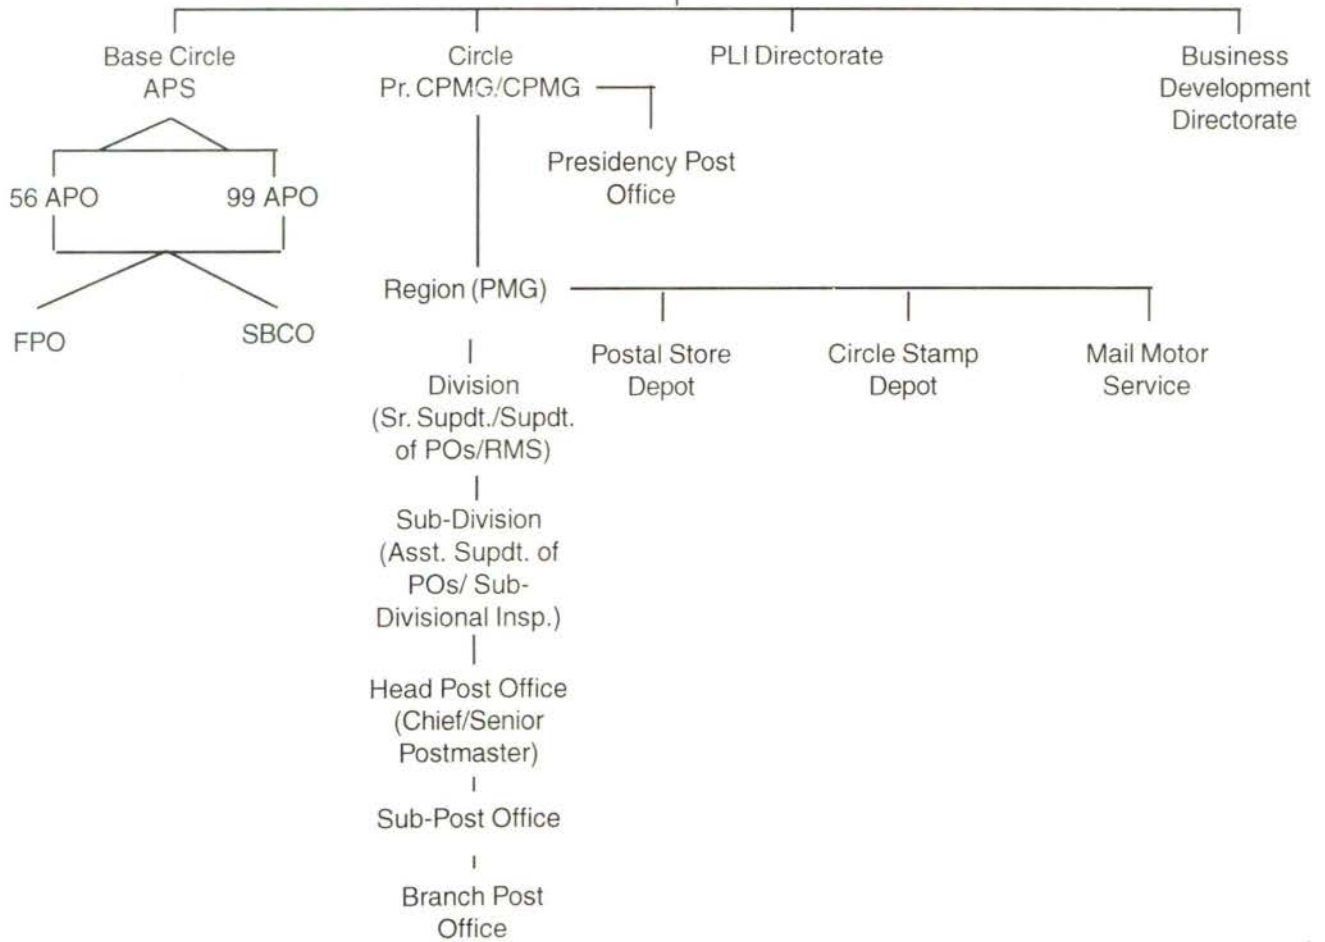 Base Circle
APS
Circle
Pr. CPMG/CPMG
PLI Directorate
Business
Development
Directorate
Presidency Post
Office
56 APO
99 APO
Region (PMG)
FPO
SBCO
Postal Store
Depot
Circle Stamp
Depot
Mail Motor
Service
Division
(Sr. Supdt./Supdt.
of POs/RMS)
Sub-Division
(Asst. Supdt. of
POs/ Sub-
Divisional Insp.)
Head Post Office
(Chief/Senior
Postmaster)
Sub-Post Office
Branch Post
Office